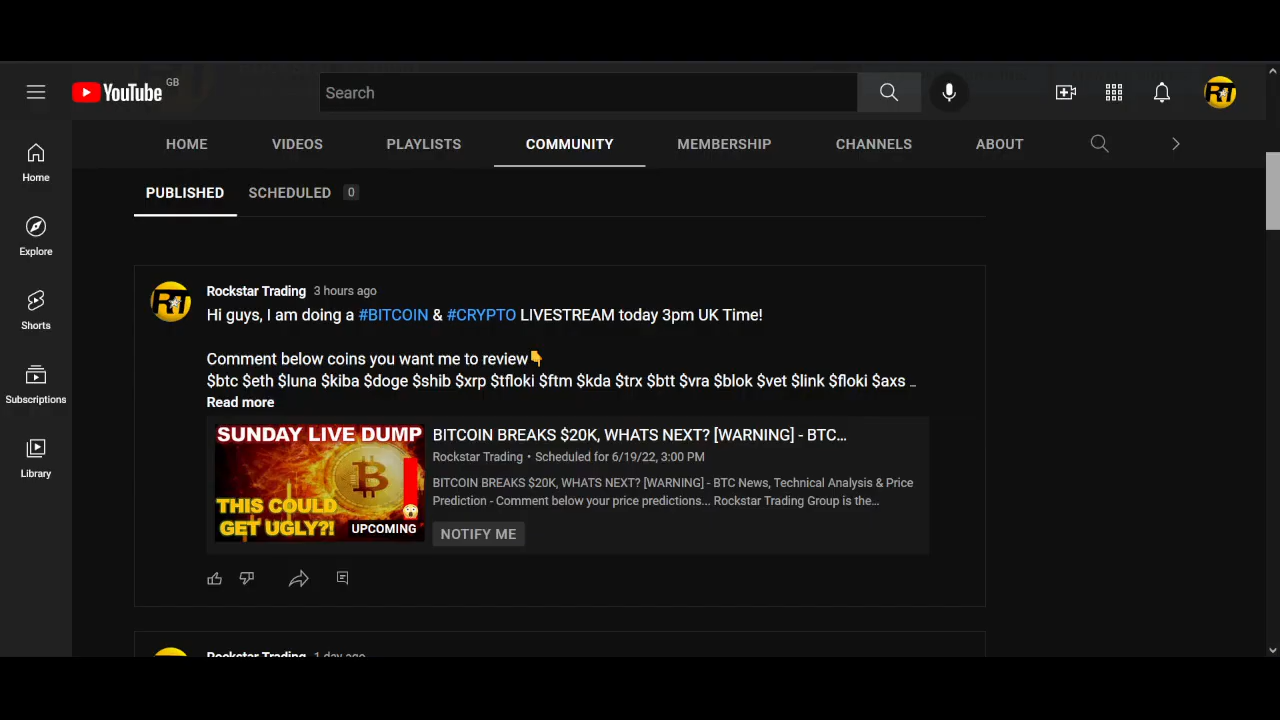 YouTube GB
Search
RT
HOME VIDEOS PLAYLISTS COMMUNITY MEMBERSHIP CHANNELS ABOUT
Home
Explore
Shorts
Subscriptions
Library
PUBLISHED SCHEDULED 0
RT
Rockstar Trading 3 hours ago
Hi guys, I am doing a #BITCOIN & #CRYPTO LIVESTREAM today 3pm UK Time!
Comment below coins you want me to review👇
$btc $eth $luna $kiba $doge $shib $xrp $tfloki $ftm $kda $trx $btt $vra $blok $vet $link $floki $axs ...
Read more
SUNDAY LIVE DUMP
THIS COULD
GET UGLY?!
UPCOMING
BITCOIN BREAKS $20K, WHATS NEXT? [WARNING] - BTC...
Rockstar Trading • Scheduled for 6/19/22, 3:00 PM
BITCOIN BREAKS $20K, WHATS NEXT? [WARNING] - BTC News, Technical Analysis & Price
Prediction - Comment below your price predictions... Rockstar Trading Group is the...
NOTIFY ME
Rockstar Trading 1 day ago